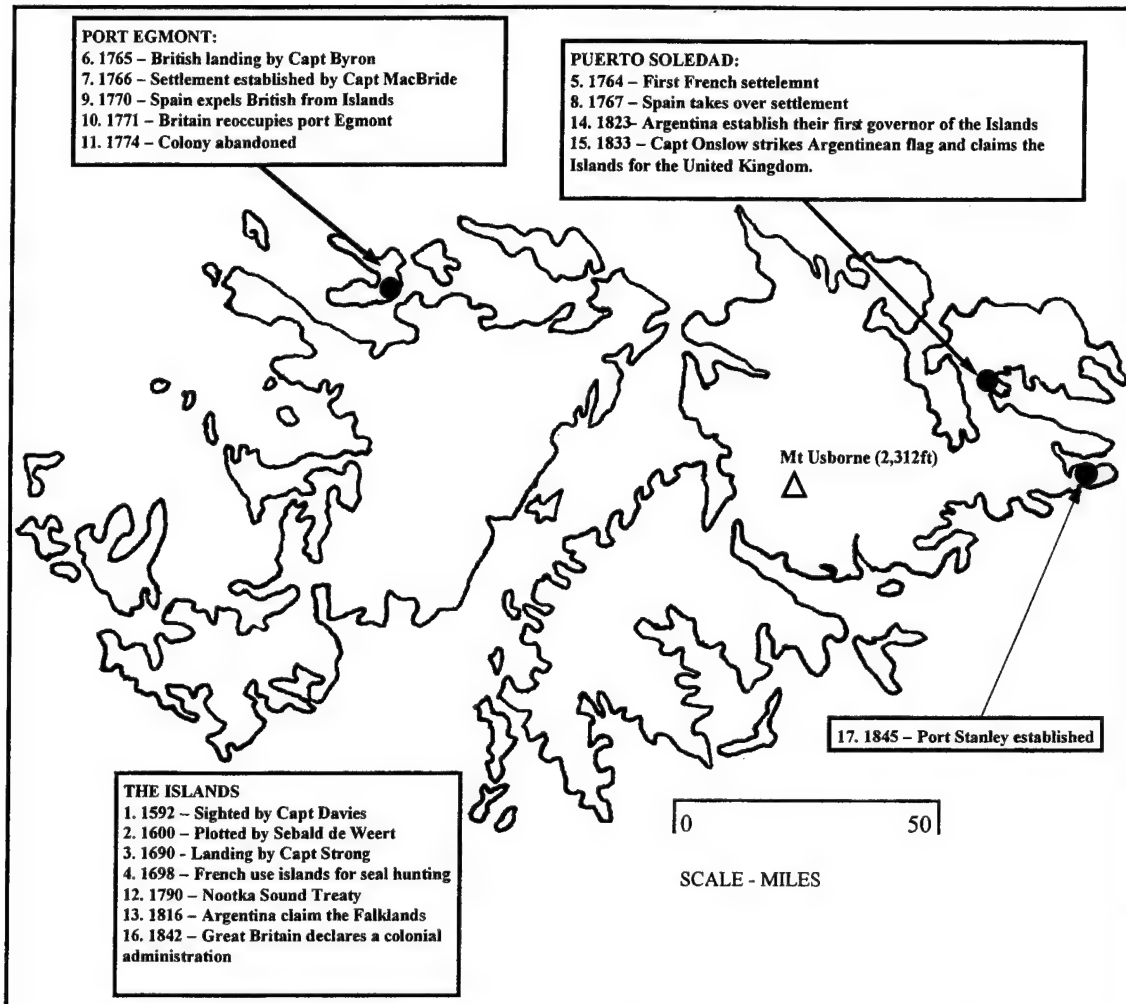 PORT EGMONT:
6. 1765 – British landing by Capt Byron
7. 1766 – Settlement established by Capt MacBride
9. 1770 – Spain expels British from Islands
10. 1771 – Britain reoccupies port Egmont
11. 1774 – Colony abandoned
PUERTO SOLEDAD:
5. 1764 – First French settelemnt
8. 1767 – Spain takes over settlement
14. 1823– Argentina establish their first governor of the Islands
15. 1833 – Capt Onslow strikes Argentinean flag and claims the
Islands for the United Kingdom.
Mt Usborne (2,312ft)
17. 1845 – Port Stanley established
THE ISLANDS
1. 1592 – Sighted by Capt Davies
2. 1600 – Plotted by Sebald de Weert
3. 1690 - Landing by Capt Strong
4. 1698 – French use islands for seal hunting
12. 1790 – Nootka Sound Treaty
13. 1816 – Argentina claim the Falklands
16. 1842 – Great Britain declares a colonial
administration
0 50
SCALE - MILES